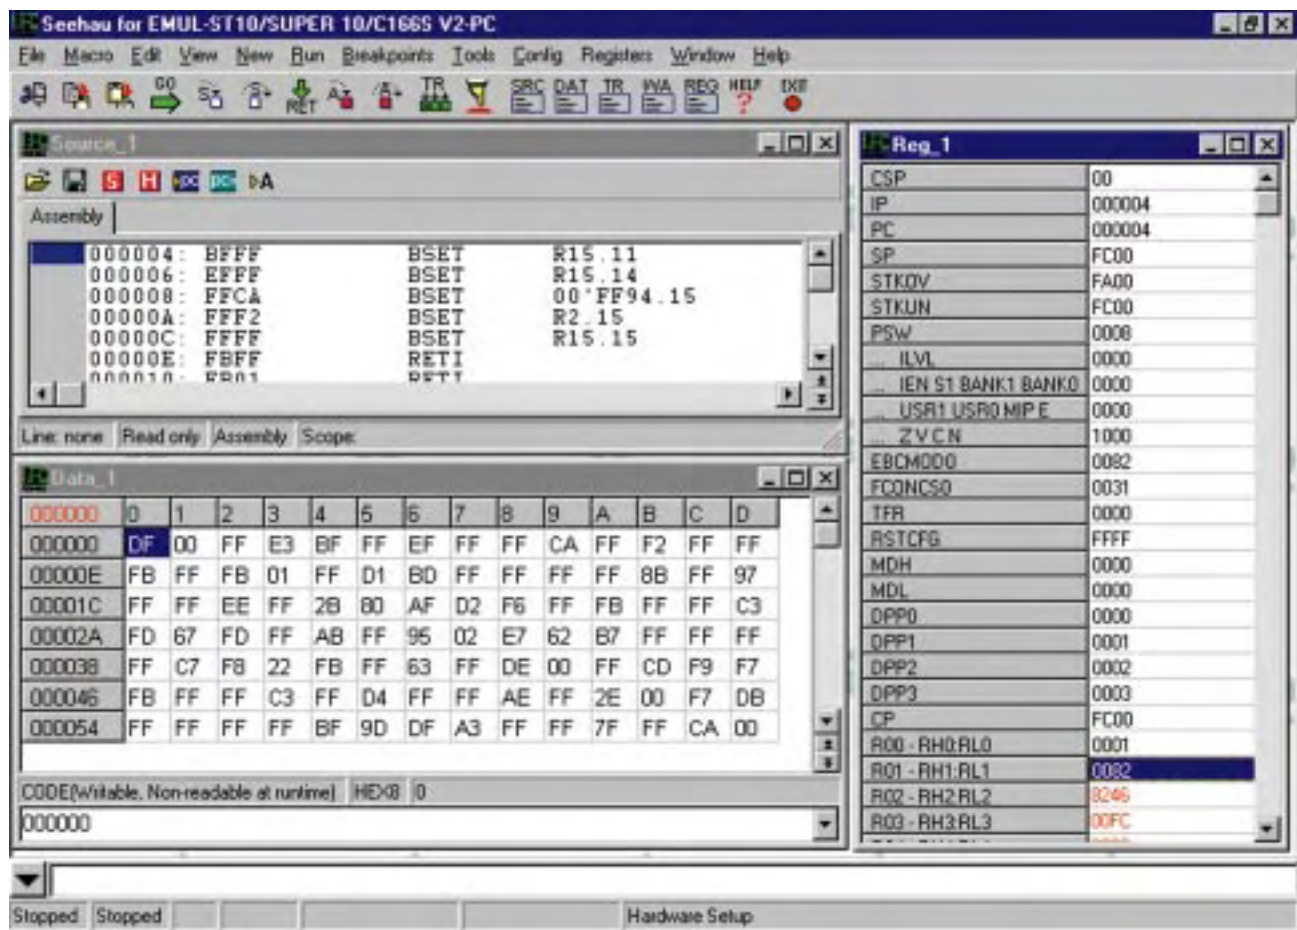 Seehau for EMUL-ST10/SUPER 10/C166S V2-PC
File Macro Edit View New Run Breakpoints Tools Config Registers Window Help
GO RET TR SRC DAT TR WA REG HELP EXIT
Source_1
S H PC PC A
Assembly
000004: BFFF BSET R15.11
000006: EFFF BSET R15.14
000008: FFCA BSET 00'FF94.15
00000A: FFF2 BSET R2.15
00000C: FFFF BSET R15.15
00000E: FBFF RETI
000010: FB01 RETI
Line: none Read only Assembly Scope:
Data_1
000000 0 1 2 3 4 5 6 7 8 9 A B C D
000000 DF 00 FF E3 BF FF EF FF FF CA FF F2 FF FF
00000E FB FF FB 01 FF D1 BD FF FF FF FF 8B FF 97
00001C FF FF EE FF 2B 80 AF D2 F6 FF FB FF FF C3
00002A FD 67 FD FF AB FF 95 02 E7 62 B7 FF FF FF
000038 FF C7 F8 22 FB FF 63 FF DE 00 FF CD F9 F7
000046 FB FF FF C3 FF D4 FF FF AE FF 2E 00 F7 DB
000054 FF FF FF FF BF 9D DF A3 FF FF 7F FF CA 00
CODE(Writable, Non-readable at runtime) HEX8 0
000000
Reg_1
CSP 00
IP 000004
PC 000004
SP FC00
STKOV FA00
STKUN FC00
PSW 0008
... ILVL 0000
... IEN S1 BANK1 BANK0 0000
... USR1 USR0 MIP E 0000
... Z V C N 1000
EBCMOD0 0082
FCONCS0 0031
TFR 0000
RSTCFG FFFF
MDH 0000
MDL 0000
DPP0 0000
DPP1 0001
DPP2 0002
DPP3 0003
CP FC00
R00 - RH0:RL0 0001
R01 - RH1:RL1 0082
R02 - RH2:RL2 8246
R03 - RH3:RL3 00FC
Stopped Stopped Hardware Setup